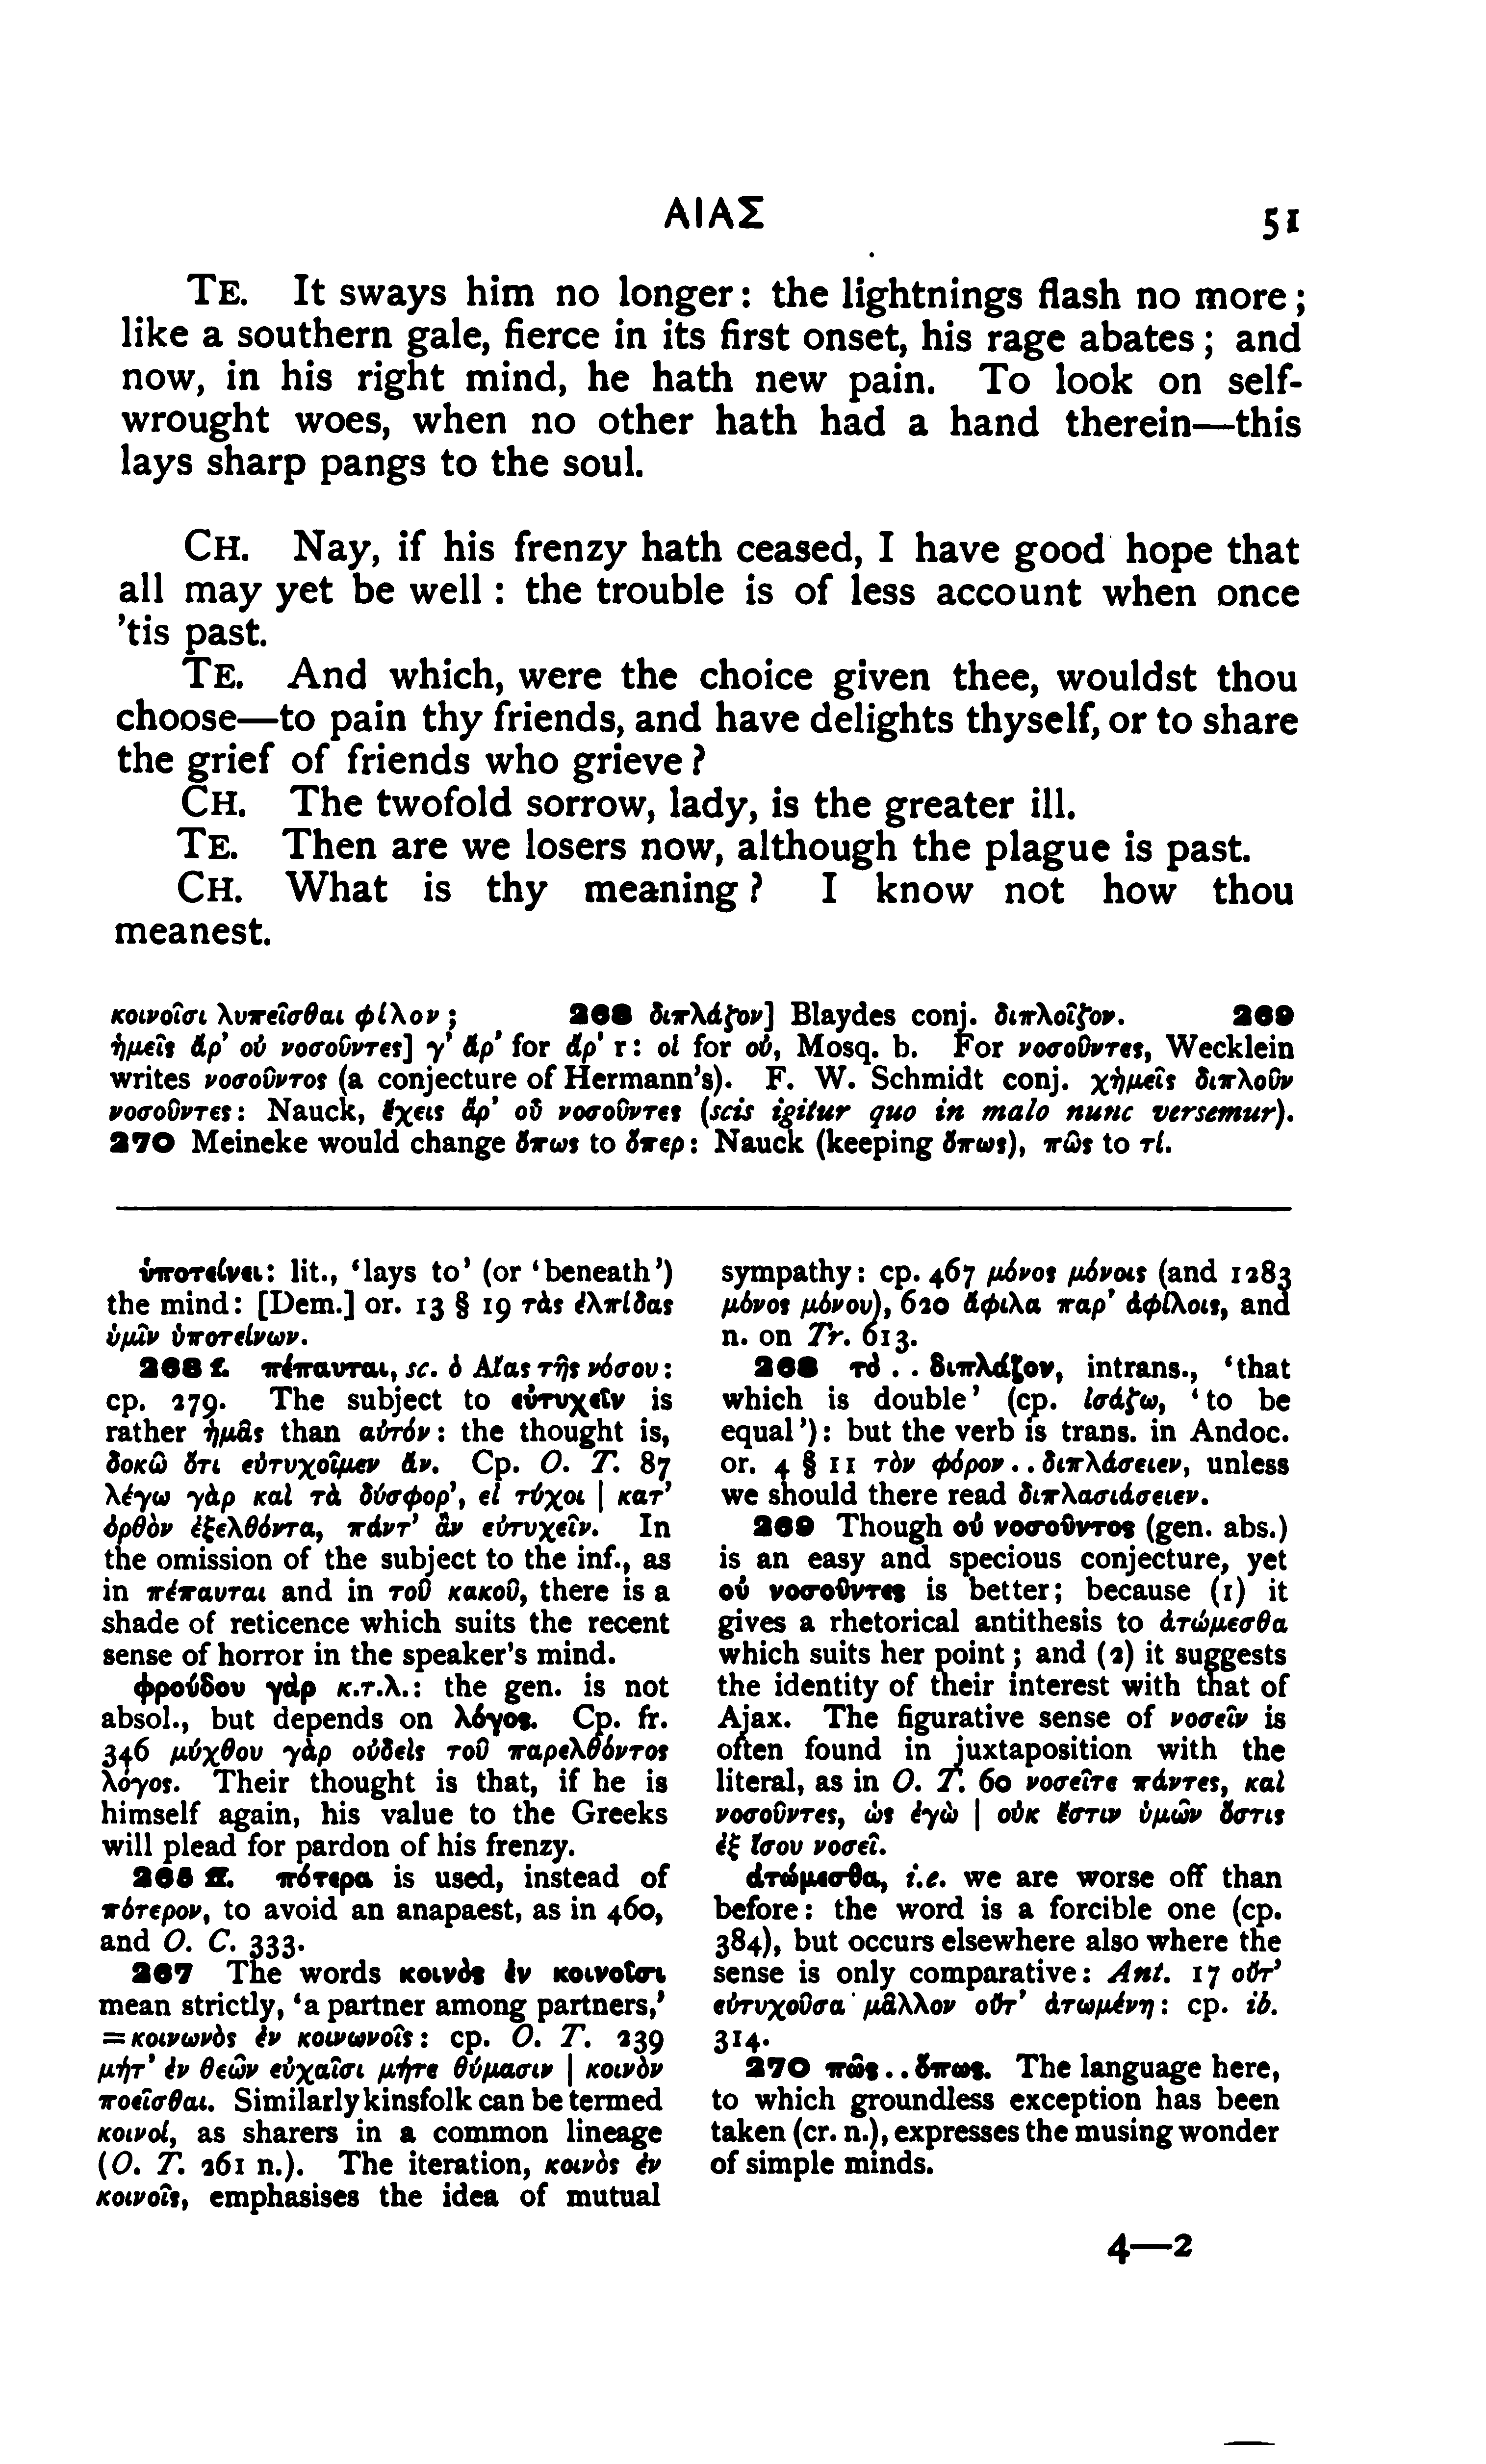 ΑΙΑΣ 51
TE. It sways him no longer: the lightnings flash no more;
like a southern gale, fierce in its first onset, his rage abates; and
now, in his right mind, he hath new pain. To look on self-
wrought woes, when no other hath had a hand therein—this
lays sharp pangs to the soul.
CH. Nay, if his frenzy hath ceased, I have good hope that
all may yet be well: the trouble is of less account when once
'tis past.
TE. And which, were the choice given thee, wouldst thou
choose—to pain thy friends, and have delights thyself, or to share
the grief of friends who grieve?
CH. The twofold sorrow, lady, is the greater ill.
TE. Then are we losers now, although the plague is past.
CH. What is thy meaning? I know not how thou
meanest.
κοινοῖσι λυπεῖσθαι φίλον; 268 διπλάζον] Blaydes conj. διπλοΐζον. 269
ἡμεῖς ἄρ' οὐ νοσοῦντες] γ' ἄρ' for ἄρ' r: οἱ for οὐ, Mosq. b. For νοσοῦντες, Wecklein
writes νοσοῦντος (a conjecture of Hermann's). F. W. Schmidt conj. χἠμεῖς διπλοῦν
νοσοῦντες: Nauck, ἔχεις ἄρ' οὗ νοσοῦντες (scis igitur quo in malo nunc versemur).
270 Meineke would change ὅπως to ὅπερ: Nauck (keeping ὅπως), πῶς to τί.
ὑποτείνει: lit., 'lays to' (or 'beneath')
the mind: [Dem.] or. 13 § 19 τὰς ἐλπίδας
ὑμῖν ὑποτείνων.
263 f. πέπαυται, sc. ὁ Αἴας τῆς νόσου:
cp. 279. The subject to εὐτυχεῖν is
rather ἡμᾶς than αὐτόν: the thought is,
δοκῶ ὅτι εὐτυχοῖμεν ἄν. Cp. O. T. 87
λέγω γὰρ καὶ τὰ δύσφορ', εἰ τύχοι | κατ'
ὀρθὸν ἐξελθόντα, πάντ' ἂν εὐτυχεῖν. In
the omission of the subject to the inf., as
in πέπαυται and in τοῦ κακοῦ, there is a
shade of reticence which suits the recent
sense of horror in the speaker's mind.
φρούδου γὰρ κ.τ.λ.: the gen. is not
absol., but depends on λόγος. Cp. fr.
346 μόχθου γὰρ οὐδεὶς τοῦ παρελθόντος
λόγος. Their thought is that, if he is
himself again, his value to the Greeks
will plead for pardon of his frenzy.
265 ff. πότερα is used, instead of
πότερον, to avoid an anapaest, as in 460,
and O. C. 333.
267 The words κοινὸς ἐν κοινοῖσι
mean strictly, 'a partner among partners,'
=κοινωνὸς ἐν κοινωνοῖς: cp. O. T. 239
μήτ' ἐν θεῶν εὐχαῖσι μήτε θύμασιν | κοινὸν
ποεῖσθαι. Similarly kinsfolk can be termed
κοινοί, as sharers in a common lineage
(O. T. 261 n.). The iteration, κοινὸς ἐν
κοινοῖς, emphasises the idea of mutual
sympathy: cp. 467 μόνος μόνοις (and 1283
μόνος μόνου), 620 ἄφιλα παρ' ἀφίλοις, and
n. on Tr. 613.
268 τὸ . . διπλάζον, intrans., 'that
which is double' (cp. ἰσάζω, 'to be
equal'): but the verb is trans. in Andoc.
or. 4 § 11 τὸν φόρον . . διπλάσειεν, unless
we should there read διπλασιάσειεν.
269 Though οὐ νοσοῦντος (gen. abs.)
is an easy and specious conjecture, yet
οὐ νοσοῦντες is better; because (1) it
gives a rhetorical antithesis to ἀτώμεσθα
which suits her point; and (2) it suggests
the identity of their interest with that of
Ajax. The figurative sense of νοσεῖν is
often found in juxtaposition with the
literal, as in O. T. 60 νοσεῖτε πάντες, καὶ
νοσοῦντες, ὡς ἐγὼ | οὐκ ἔστιν ὑμῶν ὅστις
ἐξ ἴσου νοσεῖ.
ἀτώμεσθα, i.e. we are worse off than
before: the word is a forcible one (cp.
384), but occurs elsewhere also where the
sense is only comparative: Ant. 17 οὔτ'
εὐτυχοῦσα μᾶλλον οὔτ' ἀτωμένη: cp. ib.
314.
270 πῶς . . ὅπως. The language here,
to which groundless exception has been
taken (cr. n.), expresses the musing wonder
of simple minds.
4—2